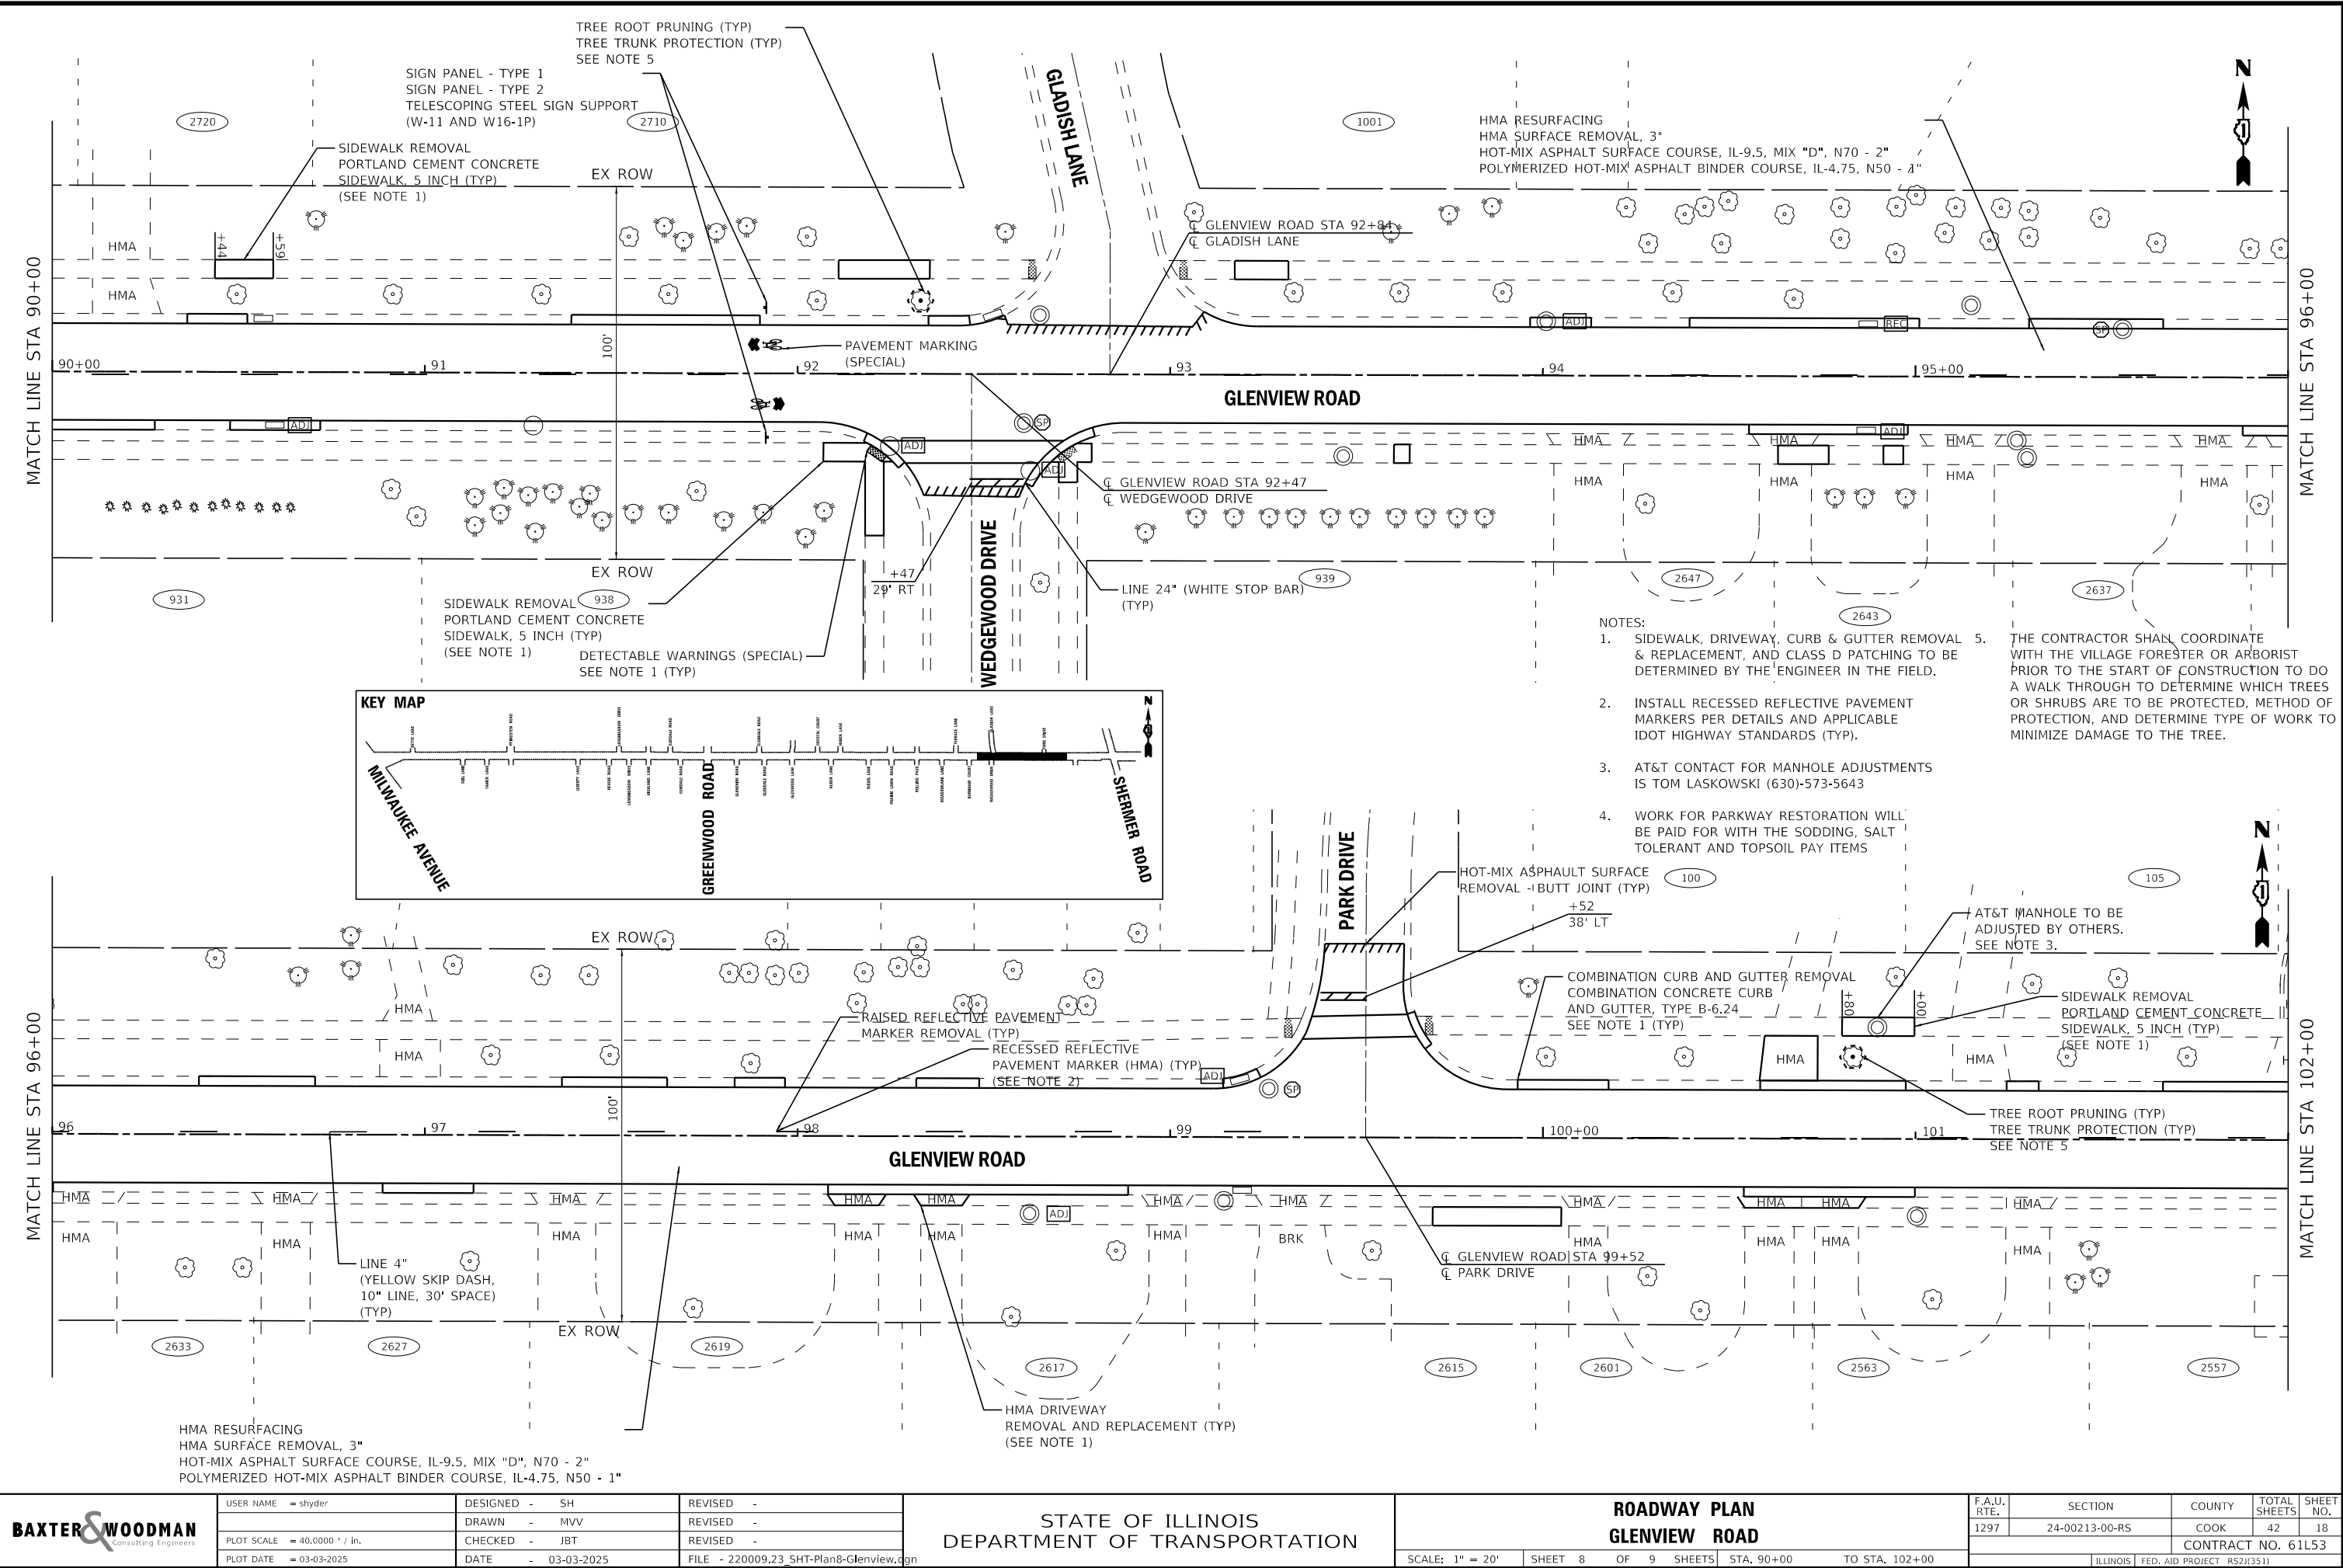 TREE ROOT PRUNING (TYP)
TREE TRUNK PROTECTION (TYP)
SEE NOTE 5
SIGN PANEL - TYPE 1
SIGN PANEL - TYPE 2
TELESCOPING STEEL SIGN SUPPORT
(W-11 AND W16-1P)
2720
2710
GLADISH LANE
1001
HMA RESURFACING
HMA SURFACE REMOVAL, 3"
HOT-MIX ASPHALT SURFACE COURSE, IL-9.5, MIX "D", N70 - 2"
POLYMERIZED HOT-MIX ASPHALT BINDER COURSE, IL-4.75, N50 - 1"
N
SIDEWALK REMOVAL
PORTLAND CEMENT CONCRETE
SIDEWALK, 5 INCH (TYP)
(SEE NOTE 1)
EX ROW
HMA
+44
+59
HMA
℄ GLENVIEW ROAD STA 92+84
℄ GLADISH LANE
MATCH LINE STA 90+00
MATCH LINE STA 96+00
100'
PAVEMENT MARKING
(SPECIAL)
ADJ
REC
SP
90+00
91
92
93
94
95+00
GLENVIEW ROAD
ADJ
ADJ
SP
ADJ
ADJ
HMA
HMA
HMA
HMA
HMA
HMA
HMA
HMA
℄ GLENVIEW ROAD STA 92+47
℄ WEDGEWOOD DRIVE
EX ROW
+47
29' RT
WEDGEWOOD DRIVE
LINE 24" (WHITE STOP BAR)
(TYP)
931
938
939
2647
2643
2637
SIDEWALK REMOVAL
PORTLAND CEMENT CONCRETE
SIDEWALK, 5 INCH (TYP)
(SEE NOTE 1)
DETECTABLE WARNINGS (SPECIAL)
SEE NOTE 1 (TYP)
NOTES:
1. SIDEWALK, DRIVEWAY, CURB & GUTTER REMOVAL
& REPLACEMENT, AND CLASS D PATCHING TO BE
DETERMINED BY THE ENGINEER IN THE FIELD.
2. INSTALL RECESSED REFLECTIVE PAVEMENT
MARKERS PER DETAILS AND APPLICABLE
IDOT HIGHWAY STANDARDS (TYP).
3. AT&T CONTACT FOR MANHOLE ADJUSTMENTS
IS TOM LASKOWSKI (630)-573-5643
4. WORK FOR PARKWAY RESTORATION WILL
BE PAID FOR WITH THE SODDING, SALT
TOLERANT AND TOPSOIL PAY ITEMS
5. THE CONTRACTOR SHALL COORDINATE
WITH THE VILLAGE FORESTER OR ARBORIST
PRIOR TO THE START OF CONSTRUCTION TO DO
A WALK THROUGH TO DETERMINE WHICH TREES
OR SHRUBS ARE TO BE PROTECTED, METHOD OF
PROTECTION, AND DETERMINE TYPE OF WORK TO
MINIMIZE DAMAGE TO THE TREE.
KEY MAP
N
MILWAUKEE AVENUE
GREENWOOD ROAD
SHERMER ROAD
PARK DRIVE
HOT-MIX ASPHAULT SURFACE
REMOVAL - BUTT JOINT (TYP)
+52
38' LT
100
105
N
AT&T MANHOLE TO BE
ADJUSTED BY OTHERS.
SEE NOTE 3.
EX ROW
HMA
HMA
COMBINATION CURB AND GUTTER REMOVAL
COMBINATION CONCRETE CURB
AND GUTTER, TYPE B-6.24
SEE NOTE 1 (TYP)
+80
+00
SIDEWALK REMOVAL
PORTLAND CEMENT CONCRETE
SIDEWALK, 5 INCH (TYP)
(SEE NOTE 1)
RAISED REFLECTIVE PAVEMENT
MARKER REMOVAL (TYP)
RECESSED REFLECTIVE
PAVEMENT MARKER (HMA) (TYP)
(SEE NOTE 2)
ADJ
SP
HMA
HMA
H
MATCH LINE STA 96+00
MATCH LINE STA 102+00
100'
TREE ROOT PRUNING (TYP)
TREE TRUNK PROTECTION (TYP)
SEE NOTE 5
96
97
98
99
100+00
101
GLENVIEW ROAD
HMA
HMA
HMA
HMA
HMA
HMA
HMA
HMA
HMA
HMA
HMA
ADJ
HMA
HMA
HMA
HMA
HMA
HMA
BRK
HMA
HMA
HMA
HMA
LINE 4"
(YELLOW SKIP DASH,
10" LINE, 30' SPACE)
(TYP)
℄ GLENVIEW ROAD STA 99+52
℄ PARK DRIVE
EX ROW
2633
2627
2619
2617
2615
2601
2563
2557
HMA DRIVEWAY
REMOVAL AND REPLACEMENT (TYP)
(SEE NOTE 1)
HMA RESURFACING
HMA SURFACE REMOVAL, 3"
HOT-MIX ASPHALT SURFACE COURSE, IL-9.5, MIX "D", N70 - 2"
POLYMERIZED HOT-MIX ASPHALT BINDER COURSE, IL-4.75, N50 - 1"
BAXTER & WOODMAN
Consulting Engineers
USER NAME = shyder
PLOT SCALE = 40.0000 ' / in.
PLOT DATE = 03-03-2025
DESIGNED - SH
DRAWN - MVV
CHECKED - JBT
DATE - 03-03-2025
REVISED -
REVISED -
REVISED -
FILE - 220009.23_SHT-Plan8-Glenview.dgn
STATE OF ILLINOIS
DEPARTMENT OF TRANSPORTATION
ROADWAY PLAN
GLENVIEW ROAD
SCALE: 1" = 20' SHEET 8 OF 9 SHEETS STA. 90+00 TO STA. 102+00
F.A.U. RTE. SECTION COUNTY TOTAL SHEETS SHEET NO.
1297 24-00213-00-RS COOK 42 18
CONTRACT NO. 61L53
ILLINOIS FED. AID PROJECT RS2J(351)